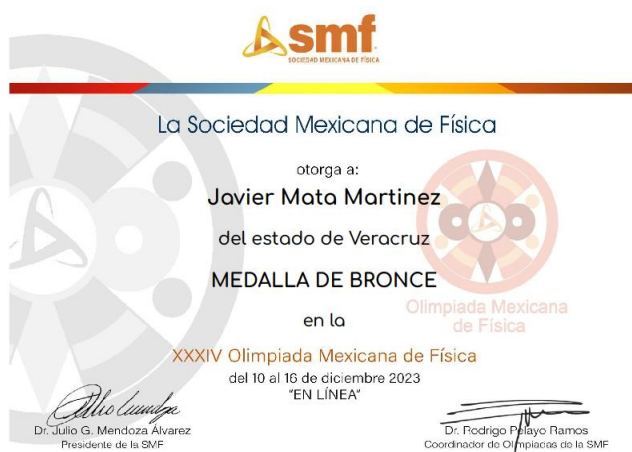 smf
SOCIEDAD MEXICANA DE FÍSICA
La Sociedad Mexicana de Física
otorga a:
Javier Mata Martinez
del estado de Veracruz
MEDALLA DE BRONCE
en la
Olimpiada Mexicana
de Física
XXXIV Olimpiada Mexicana de Física
del 10 al 16 de diciembre 2023
"EN LÍNEA"
Dr. Julio G. Mendoza Álvarez
Presidente de la SMF
Dr. Rodrigo Pelayo Ramos
Coordinador de Olmpiadas de la SMF